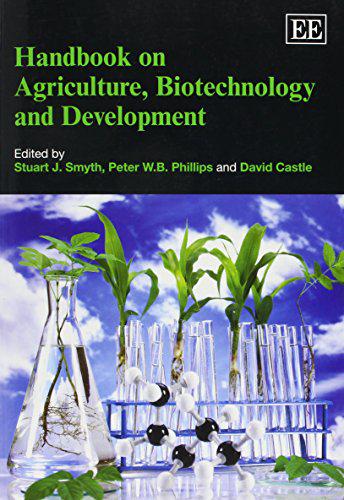 EE
Handbook on
Agriculture, Biotechnology
and Development
Edited by
Stuart J. Smyth, Peter W.B. Phillips and David Castle